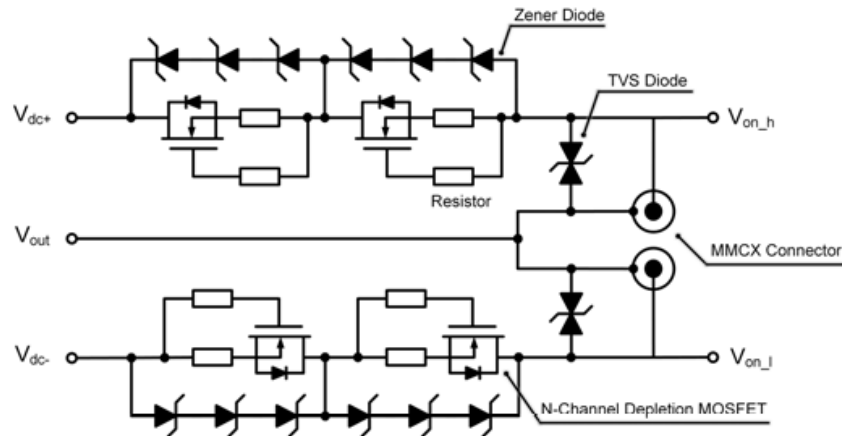 Zener Diode
TVS Diode
Vdc+
Von_h
Resistor
Vout
MMCX Connector
Vdc-
Von_l
N-Channel Depletion MOSFET